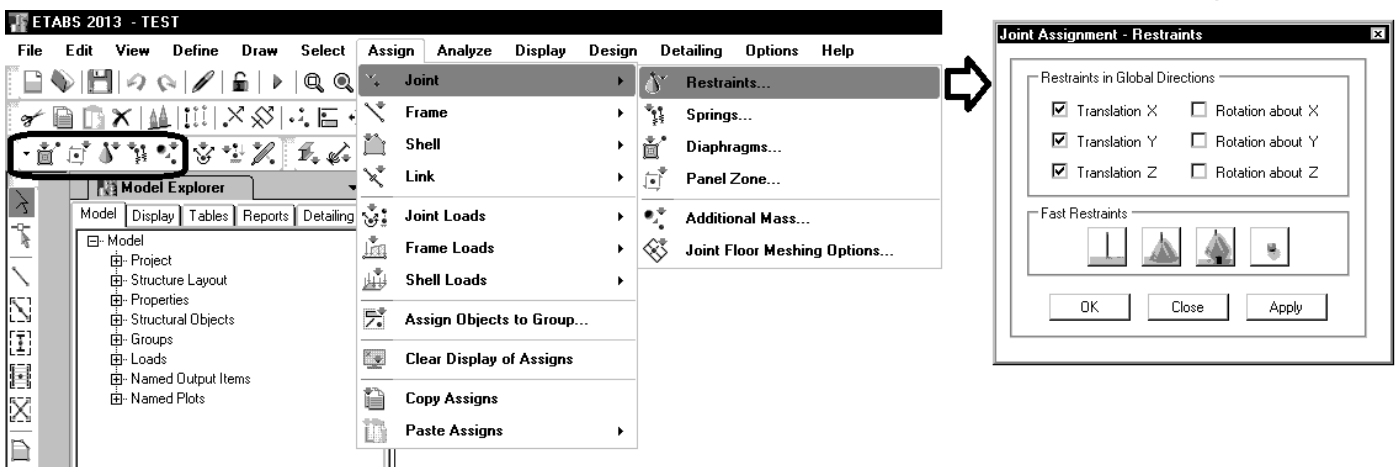 ETABS 2013 - TEST
File Edit View Define Draw Select Assign Analyze Display Design Detailing Options Help
Joint
Frame
Shell
Link
Joint Loads
Frame Loads
Shell Loads
Assign Objects to Group...
Clear Display of Assigns
Copy Assigns
Paste Assigns
Restraints...
Springs...
Diaphragms...
Panel Zone...
Additional Mass...
Joint Floor Meshing Options...
Model Explorer
Model Display Tables Reports Detailing
Model
Project
Structure Layout
Properties
Structural Objects
Groups
Loads
Named Output Items
Named Plots
Joint Assignment - Restraints
Restraints in Global Directions
Translation X Rotation about X
Translation Y Rotation about Y
Translation Z Rotation about Z
Fast Restraints
OK Close Apply